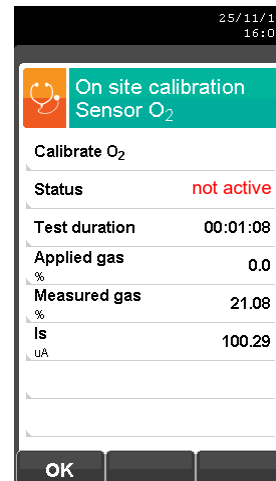 25/11/1
16:0
On site calibration
Sensor O₂
Calibrate O₂
Status not active
Test duration 00:01:08
Applied gas 0.0
%
Measured gas 21.08
%
Is 100.29
uA
OK